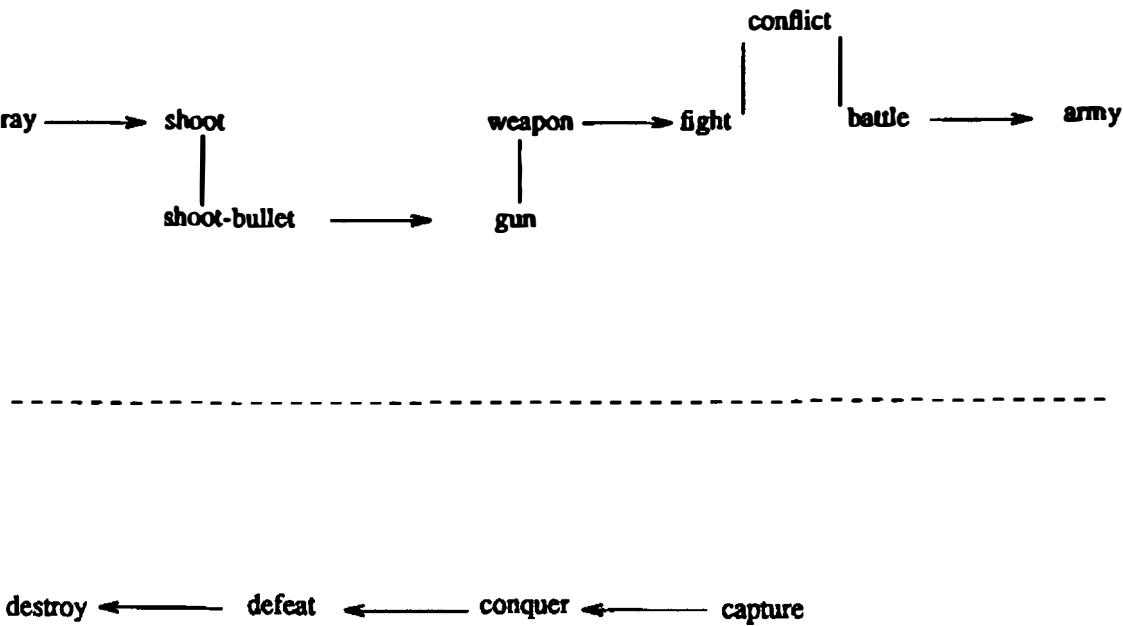 conflict
ray shoot weapon fight battle army
shoot-bullet gun
destroy defeat conquer capture